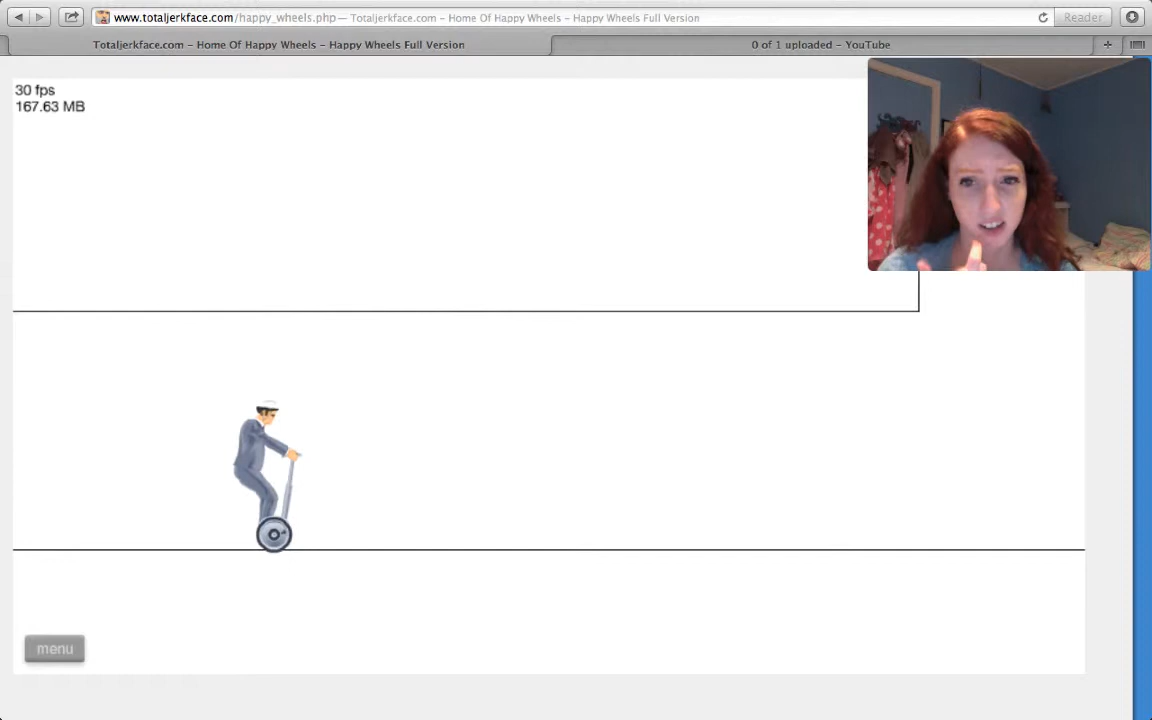 www.totaljerkface.com/happy_wheels.php — Totaljerkface.com – Home Of Happy Wheels – Happy Wheels Full Version
Reader
Totaljerkface.com – Home Of Happy Wheels – Happy Wheels Full Version
0 of 1 uploaded – YouTube
30 fps
167.63 MB
menu